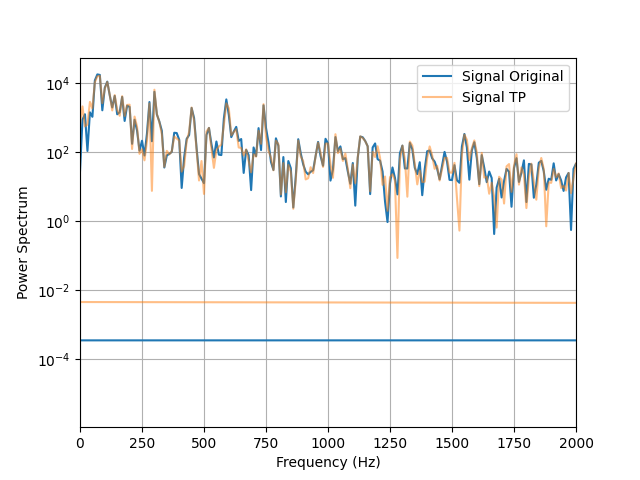 Signal Original
Signal TP
10^4
10^2
10^0
10^-2
10^-4
Power Spectrum
0 250 500 750 1000 1250 1500 1750 2000
Frequency (Hz)